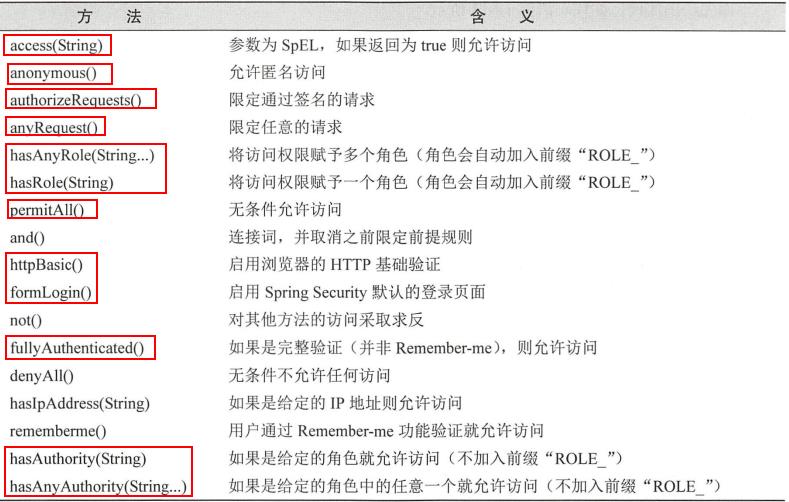 方 法 含 义
access(String) 参数为 SpEL，如果返回为 true 则允许访问
anonymous() 允许匿名访问
authorizeRequests() 限定通过签名的请求
anyRequest() 限定任意的请求
hasAnyRole(String...) 将访问权限赋予多个角色（角色会自动加入前缀“ROLE_”）
hasRole(String) 将访问权限赋予一个角色（角色会自动加入前缀“ROLE_”）
permitAll() 无条件允许访问
and() 连接词，并取消之前限定前提规则
httpBasic() 启用浏览器的 HTTP 基础验证
formLogin() 启用 Spring Security 默认的登录页面
not() 对其他方法的访问采取求反
fullyAuthenticated() 如果是完整验证（并非 Remember-me），则允许访问
denyAll() 无条件不允许任何访问
hasIpAddress(String) 如果是给定的 IP 地址则允许访问
rememberme() 用户通过 Remember-me 功能验证就允许访问
hasAuthority(String) 如果是给定的角色就允许访问（不加入前缀“ROLE_”）
hasAnyAuthority(String...) 如果是给定的角色中的任意一个就允许访问（不加入前缀“ROLE_”）